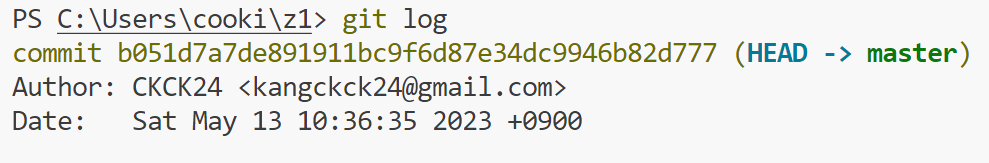 PS C:\Users\cooki\z1> git log
commit b051d7a7de891911bc9f6d87e34dc9946b82d777 (HEAD -> master)
Author: CKCK24 <kangckck24@gmail.com>
Date:   Sat May 13 10:36:35 2023 +0900